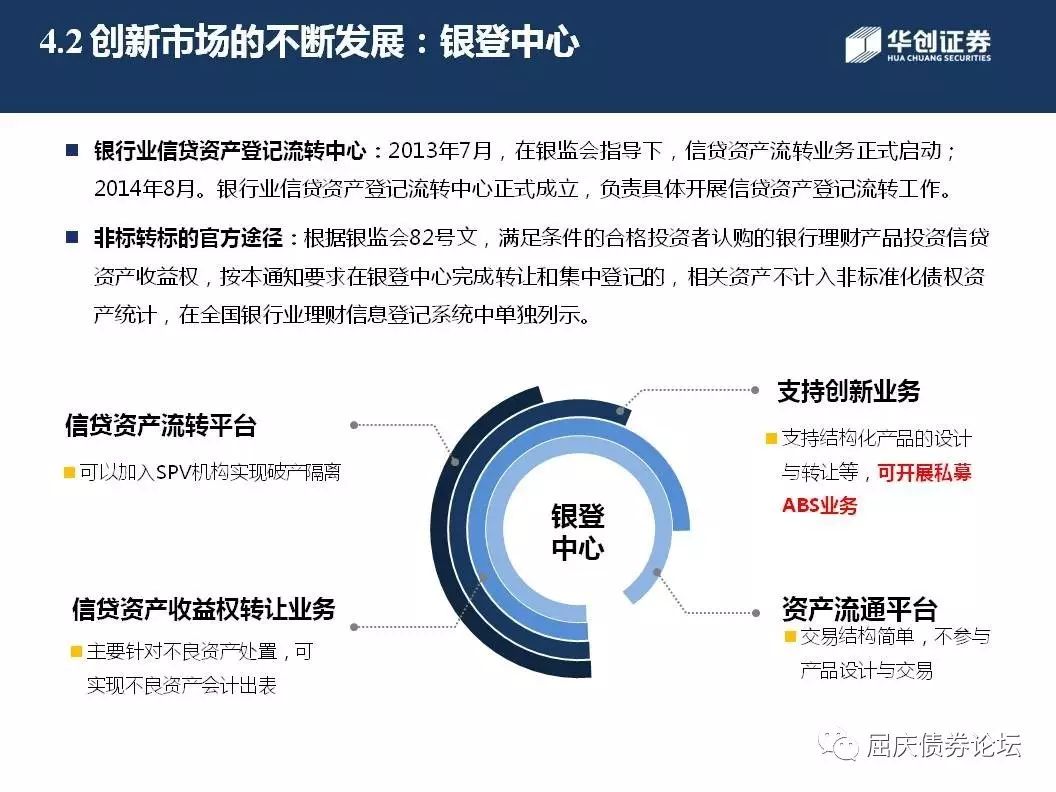 4.2 创新市场的不断发展：银登中心
华创证券
HUA CHUANG SECURITIES
银行业信贷资产登记流转中心：2013年7月，在银监会指导下，信贷资产流转业务正式启动；
2014年8月。银行业信贷资产登记流转中心正式成立，负责具体开展信贷资产登记流转工作。
非标转标的官方途径：根据银监会82号文，满足条件的合格投资者认购的银行理财产品投资信贷
资产收益权，按本通知要求在银登中心完成转让和集中登记的，相关资产不计入非标准化债权资
产统计，在全国银行业理财信息登记系统中单独列示。
信贷资产流转平台
可以加入SPV机构实现破产隔离
支持创新业务
支持结构化产品的设计
与转让等，可开展私募
ABS业务
银登
中心
信贷资产收益权转让业务
主要针对不良资产处置，可
实现不良资产会计出表
资产流通平台
交易结构简单，不参与
产品设计与交易
屈庆债券论坛